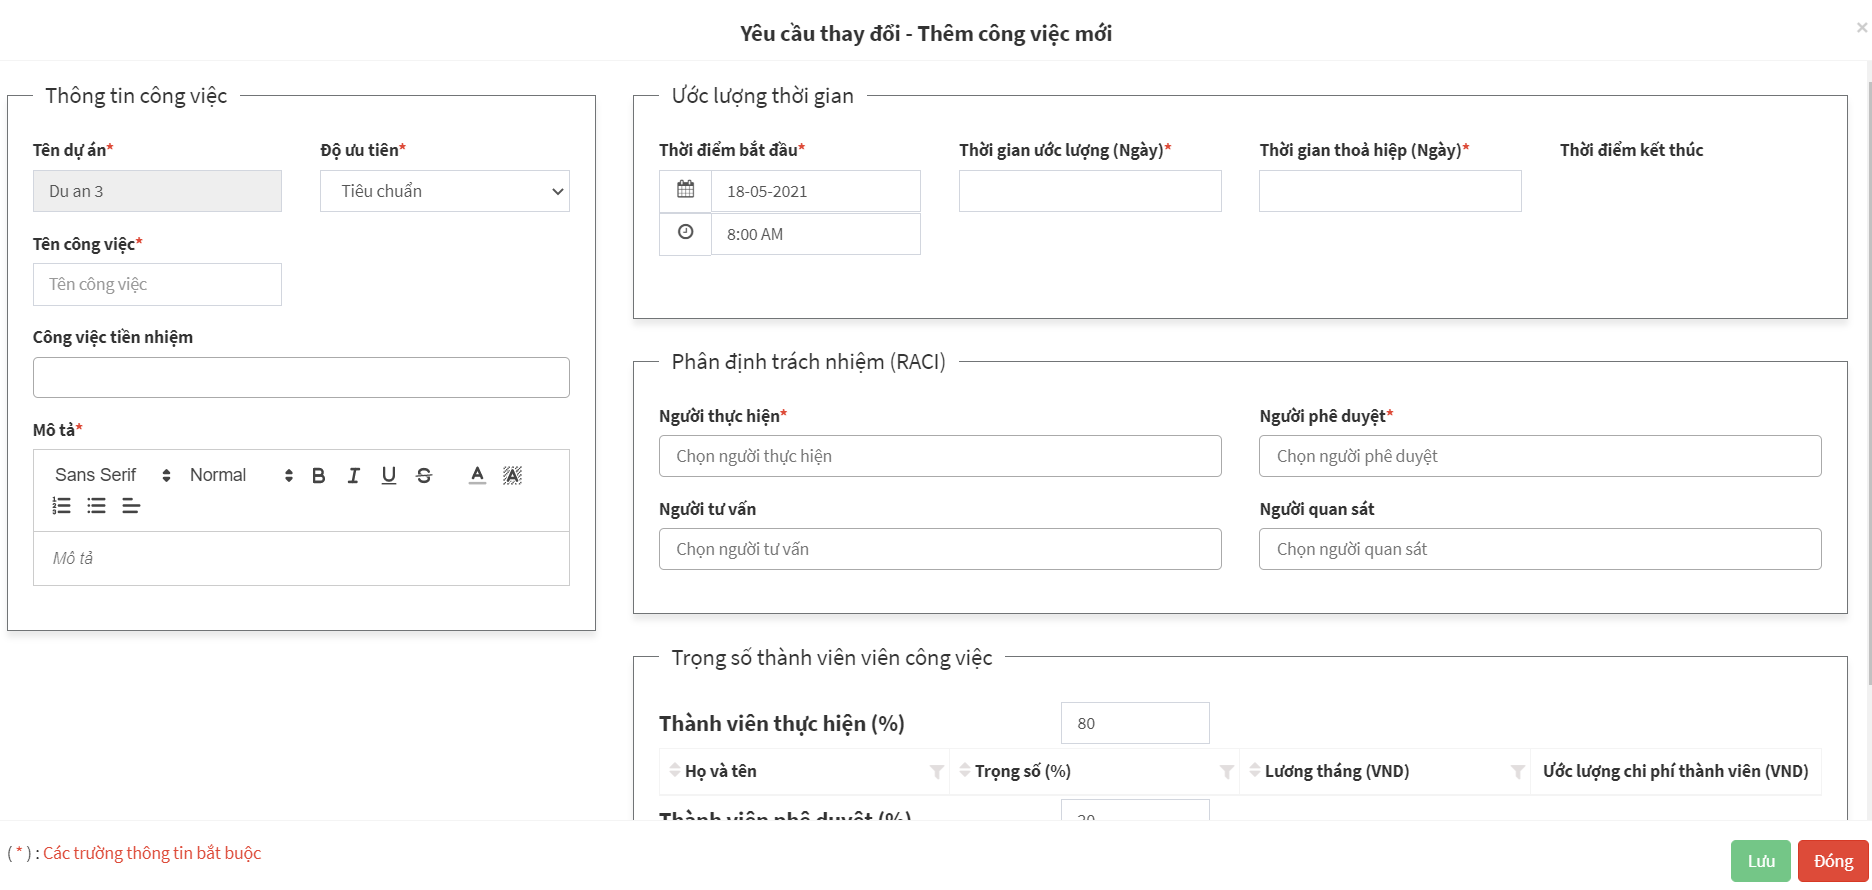 Yêu cầu thay đổi - Thêm công việc mới
×
Thông tin công việc
Tên dự án*
Độ ưu tiên*
Du an 3
Tiêu chuẩn
Tên công việc*
Tên công việc
Công việc tiền nhiệm
Mô tả*
Sans Serif
Normal
Mô tả
Ước lượng thời gian
Thời điểm bắt đầu*
Thời gian ước lượng (Ngày)*
Thời gian thoả hiệp (Ngày)*
Thời điểm kết thúc
18-05-2021
8:00 AM
Phân định trách nhiệm (RACI)
Người thực hiện*
Người phê duyệt*
Chọn người thực hiện
Chọn người phê duyệt
Người tư vấn
Người quan sát
Chọn người tư vấn
Chọn người quan sát
Trọng số thành viên viên công việc
Thành viên thực hiện (%)
80
Họ và tên
Trọng số (%)
Lương tháng (VND)
Ước lượng chi phí thành viên (VND)
Thành viên phê duyệt (%)
20
( * ) : Các trường thông tin bắt buộc
Lưu
Đóng